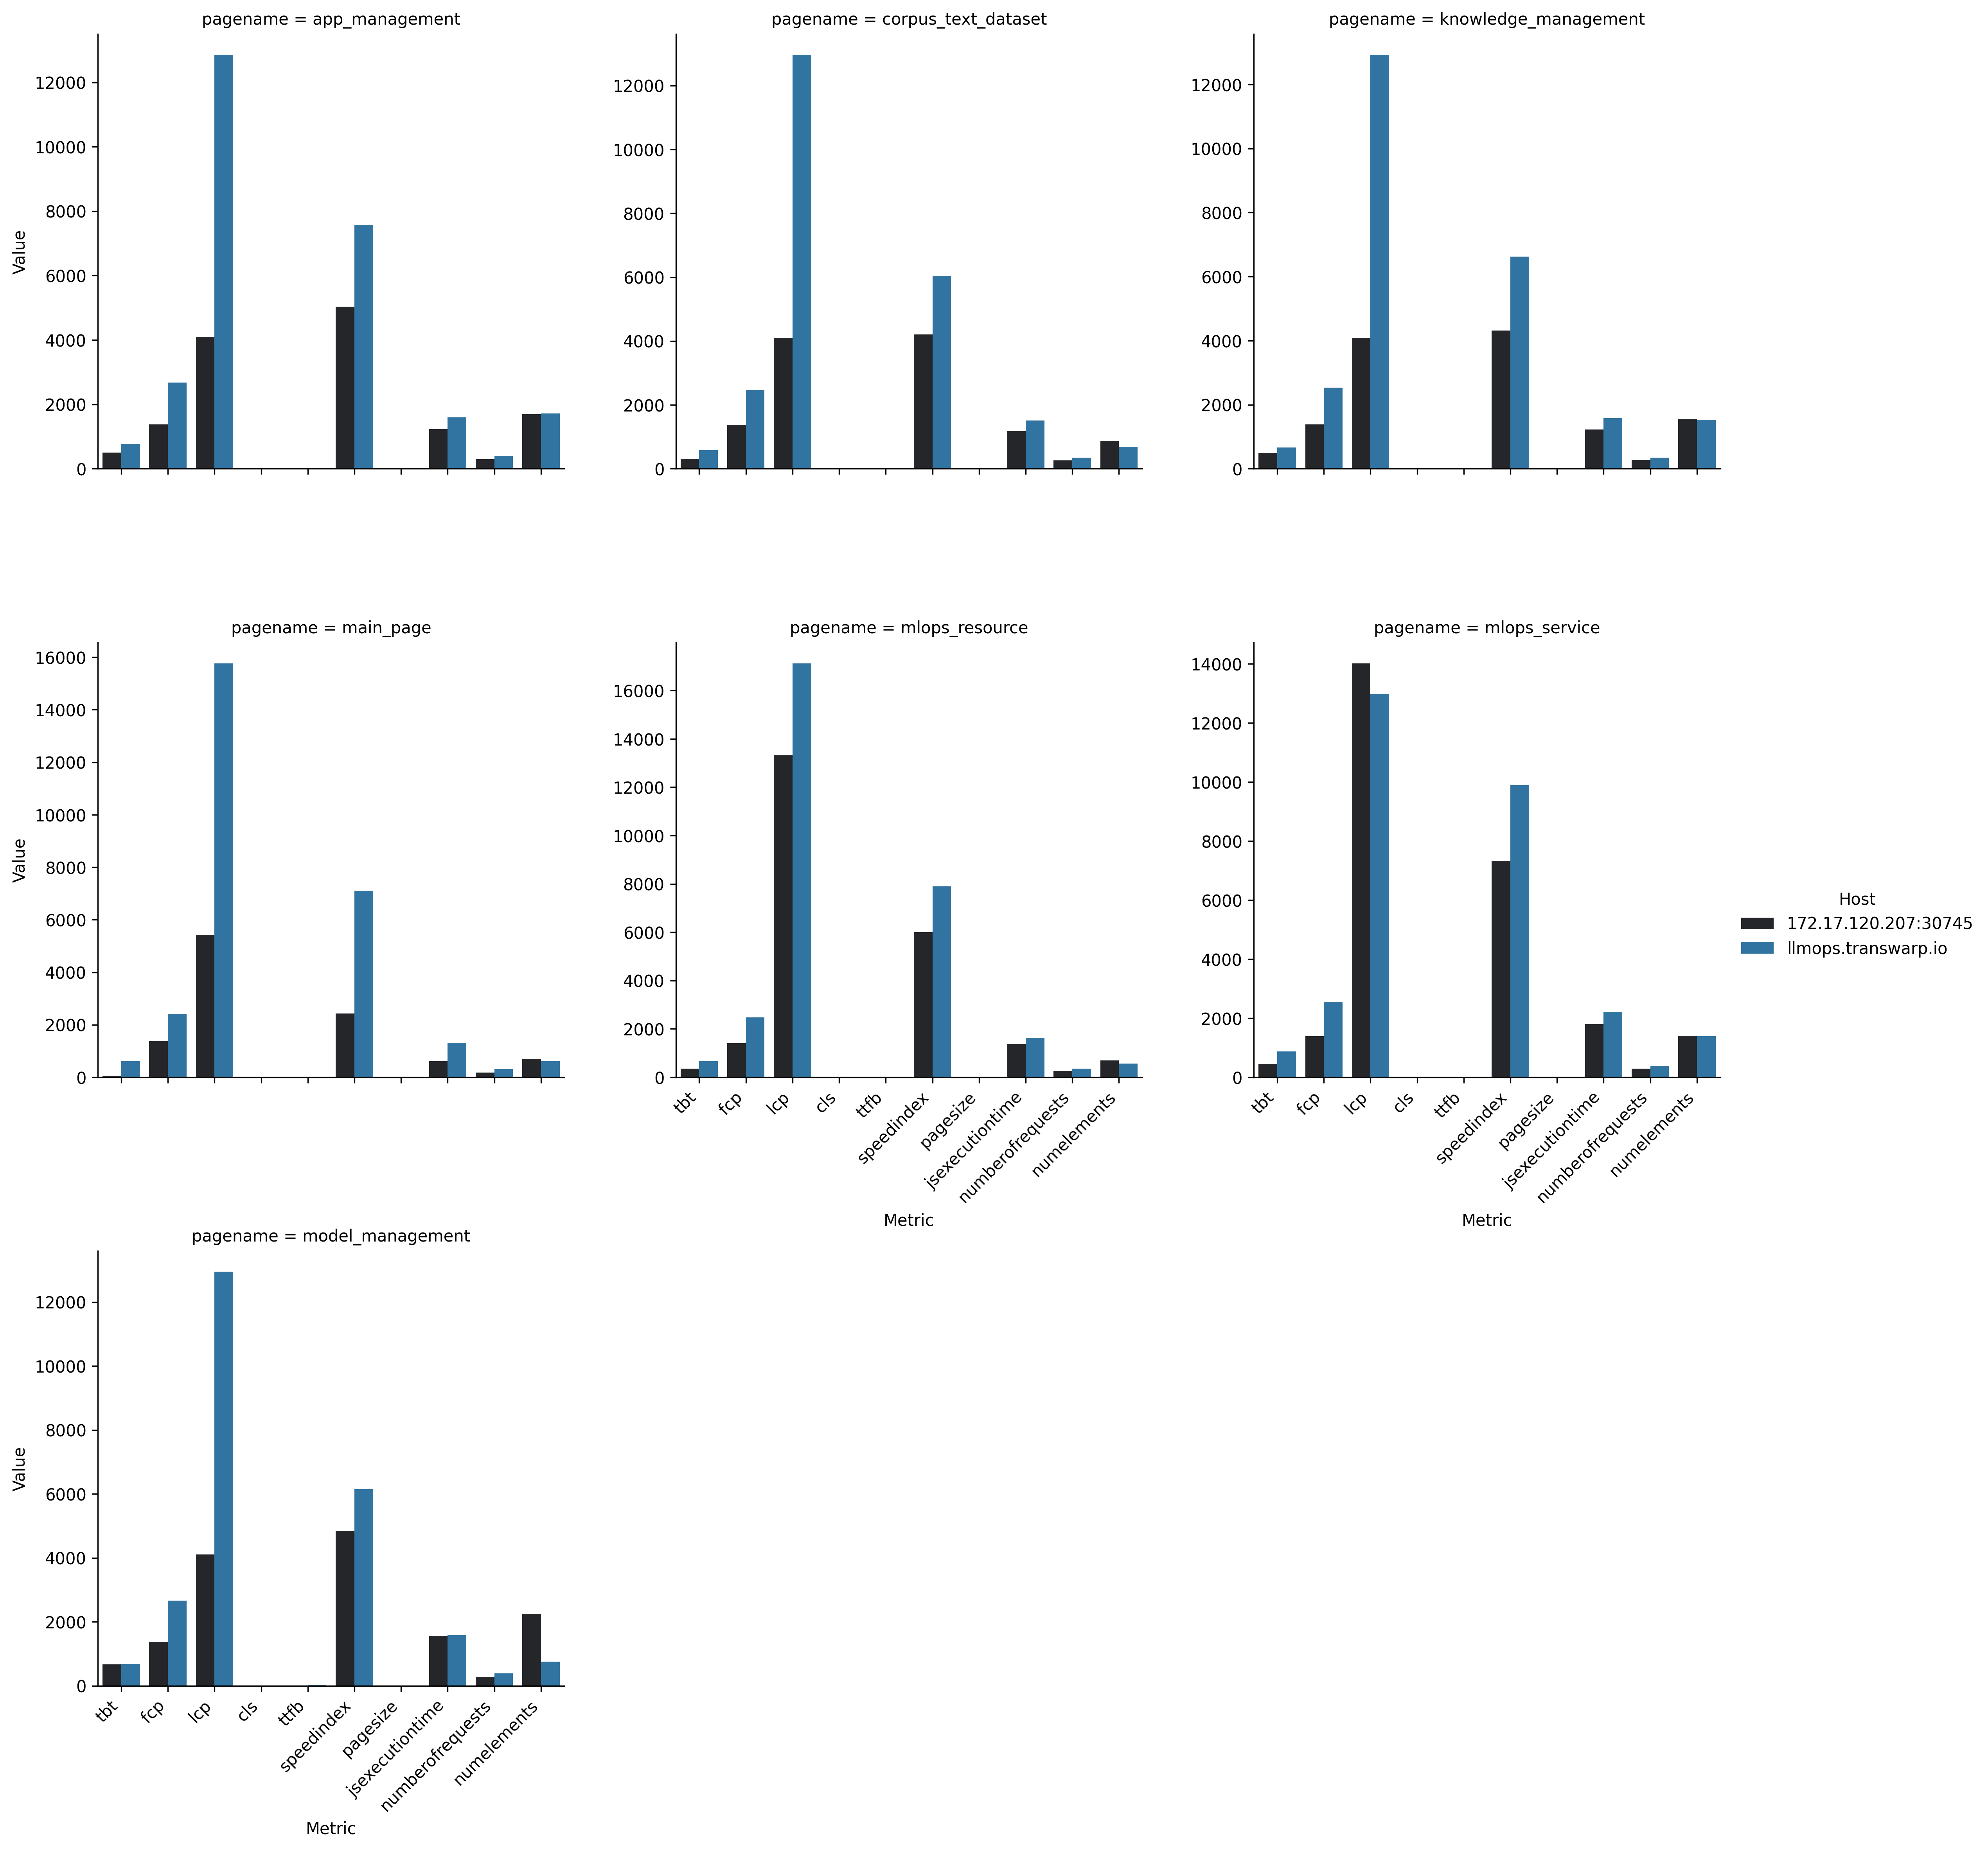 pagename = app_management
pagename = corpus_text_dataset
pagename = knowledge_management
12000
10000
8000
6000
4000
2000
0
Value
12000
10000
8000
6000
4000
2000
0
12000
10000
8000
6000
4000
2000
0
pagename = main_page
pagename = mlops_resource
pagename = mlops_service
16000
14000
12000
10000
8000
6000
4000
2000
0
Value
16000
14000
12000
10000
8000
6000
4000
2000
0
tbt
fcp
lcp
cls
ttfb
speedindex
pagesize
jsexecutiontime
numberofrequests
numelements
Metric
14000
12000
10000
8000
6000
4000
2000
0
tbt
fcp
lcp
cls
ttfb
speedindex
pagesize
jsexecutiontime
numberofrequests
numelements
Metric
Host
172.17.120.207:30745
llmops.transwarp.io
pagename = model_management
12000
10000
8000
6000
4000
2000
0
Value
tbt
fcp
lcp
cls
ttfb
speedindex
pagesize
jsexecutiontime
numberofrequests
numelements
Metric